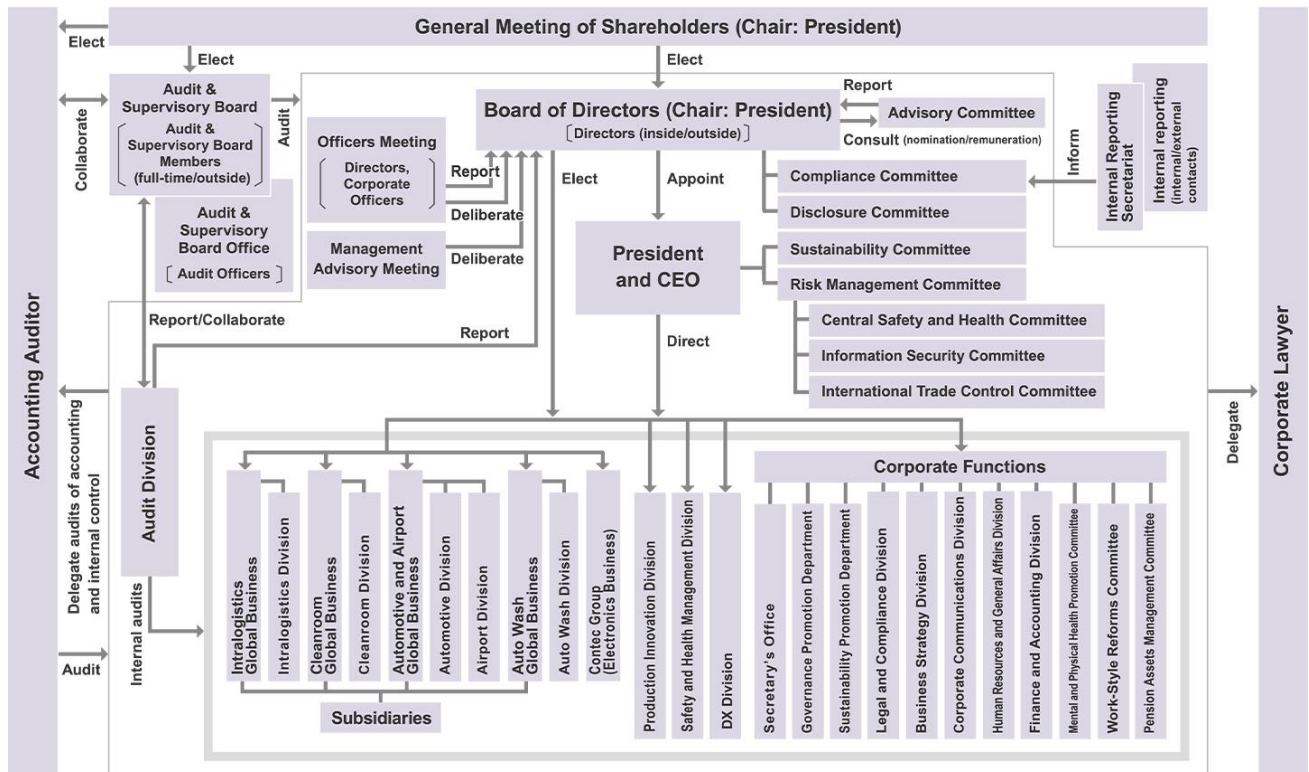 General Meeting of Shareholders (Chair: President)
Elect
Elect
Elect
Audit &
Supervisory Board
Audit &
Supervisory Board
Members
(full-time/outside)
Collaborate
Audit
Audit &
Supervisory
Board Office
[ Audit Officers ]
Officers Meeting
Directors,
Corporate
Officers
Report
Deliberate
Management
Advisory Meeting
Deliberate
Board of Directors (Chair: President)
[ Directors (inside/outside) ]
Report
Advisory Committee
Consult (nomination/remuneration)
Elect
Appoint
Compliance Committee
Disclosure Committee
Inform
Internal Reporting
Secretariat
Internal reporting
(internal/external
contacts)
President
and CEO
Sustainability Committee
Risk Management Committee
Central Safety and Health Committee
Information Security Committee
International Trade Control Committee
Report/Collaborate
Report
Direct
Accounting Auditor
Corporate Lawyer
Delegate
Delegate audits of accounting
and internal control
Audit
Audit Division
Internal audits
Intralogistics
Global Business
Intralogistics Division
Cleanroom
Global Business
Cleanroom Division
Automotive and Airport
Global Business
Automotive Division
Airport Division
Auto Wash
Global Business
Auto Wash Division
Contec Group
(Electronics Business)
Subsidiaries
Production Innovation Division
Safety and Health Management Division
DX Division
Corporate Functions
Secretary's Office
Governance Promotion Department
Sustainability Promotion Department
Legal and Compliance Division
Business Strategy Division
Corporate Communications Division
Human Resources and General Affairs Division
Finance and Accounting Division
Mental and Physical Health Promotion Committee
Work-Style Reforms Committee
Pension Assets Management Committee